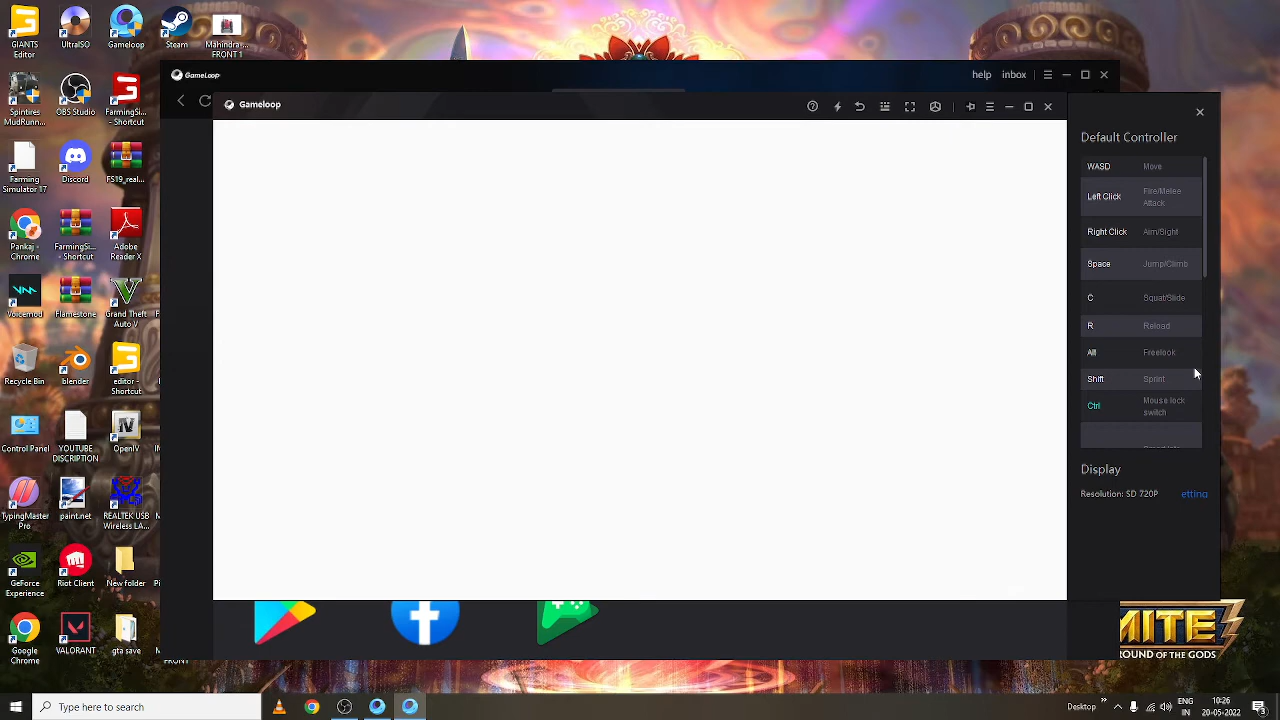 GIANTS
Editor
UltraISO
Gameloop
Steam
Mahindra...
FRONT 1
Spintires
MudRunn...
OBS Studio
FarmingSi...
- Shortcut
Farming
Simulator 17
Discord
FS19_real...
Pankaj -
Chrome
FarmingSi...
- Shortcut
Adobe
Reader X
Voicemod
Flamestone
Grand Theft
Auto V
Recycle Bin
blender
editor -
Shortcut
Control Panel
YOUTUBE
DISCRIPTION
OpenIV
TypingMaster
Pro
paint.net
REALTEK USB
Wireless LA...
GeForce
Experience
Riot Client
New folder
Google
Chrome
VALORANT
gta save
GameLoop
help
inbox
Gameloop
Default Controller
WASD Move
Left Click Fire/Melee
Attack
Right Click Aim/Sight
Space Jump/Climb
C Squat/Slide
R Reload
Alt Freelook
Shift Sprint
Ctrl Mouse lock
switch
Display
Resolution: SD 720P etting
MITE
ROUND OF THE GODS
Type here to search
Desktop
ENG
IN
10:26
20-05-2022